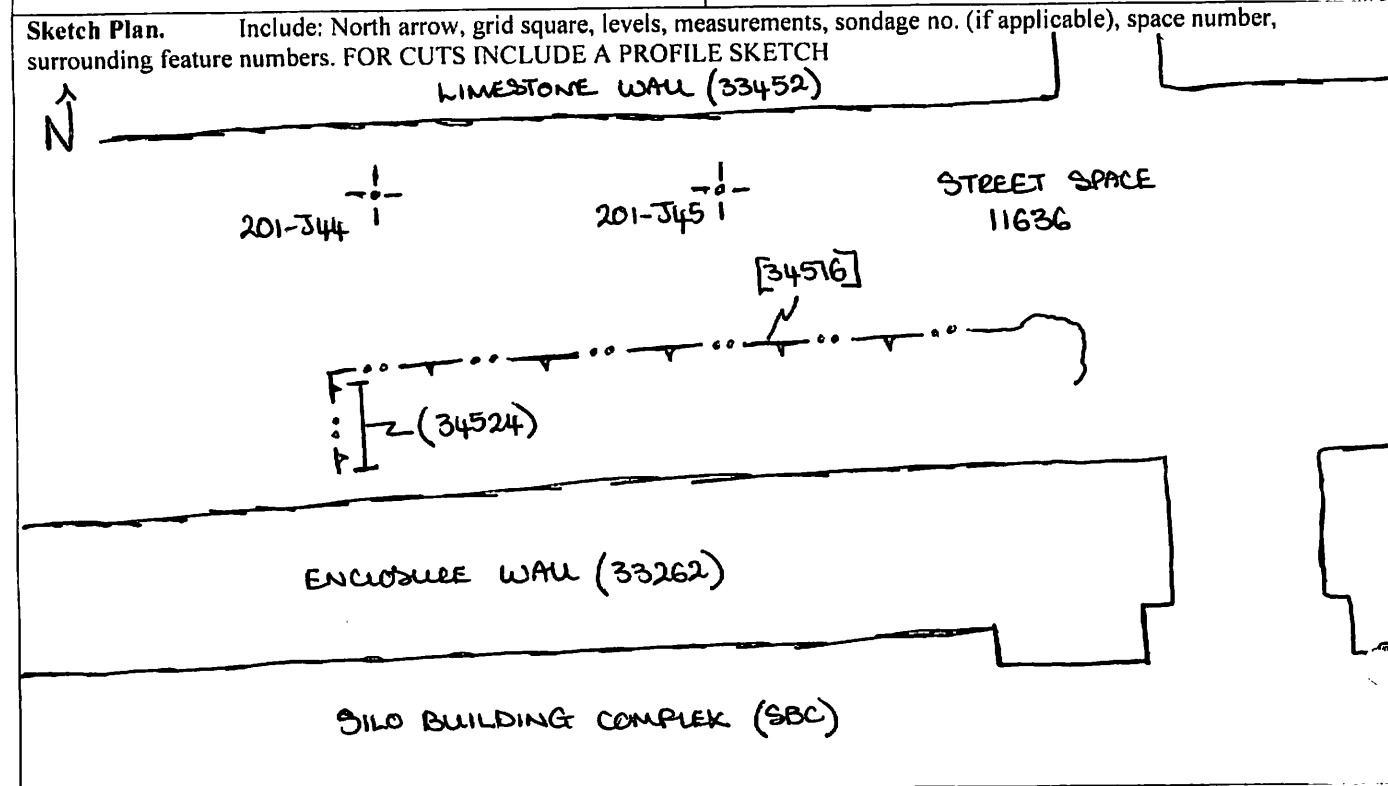 Sketch Plan. Include: North arrow, grid square, levels, measurements, sondage no. (if applicable), space number,
surrounding feature numbers. FOR CUTS INCLUDE A PROFILE SKETCH
LIMESTONE WALL (33452)
N
201-J44
201-J45
STREET SPACE
11636
[34516]
(34524)
ENCLOSURE WALL (33262)
SILO BUILDING COMPLEX (SBC)